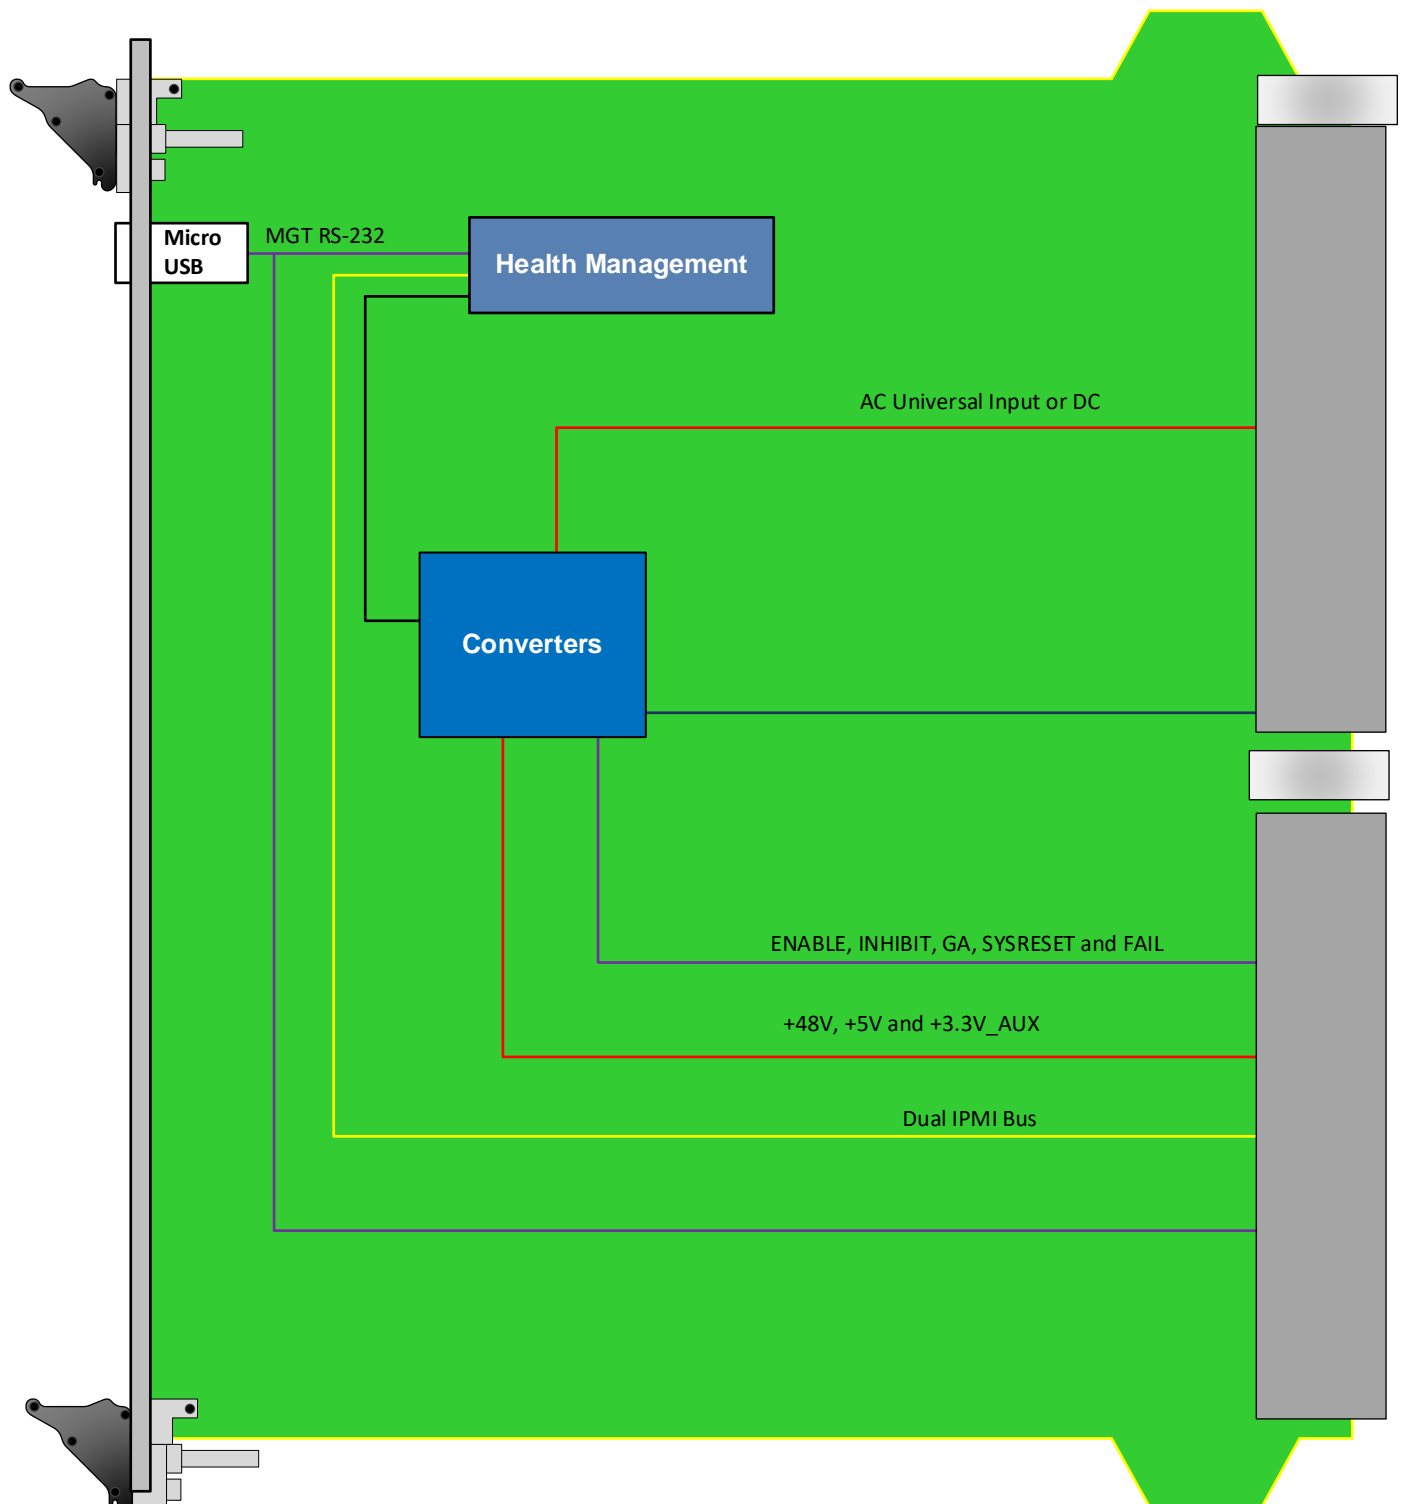 Micro
USB
MGT RS-232
Health Management
AC Universal Input or DC
Converters
ENABLE, INHIBIT, GA, SYSRESET and FAIL
+48V, +5V and +3.3V_AUX
Dual IPMI Bus